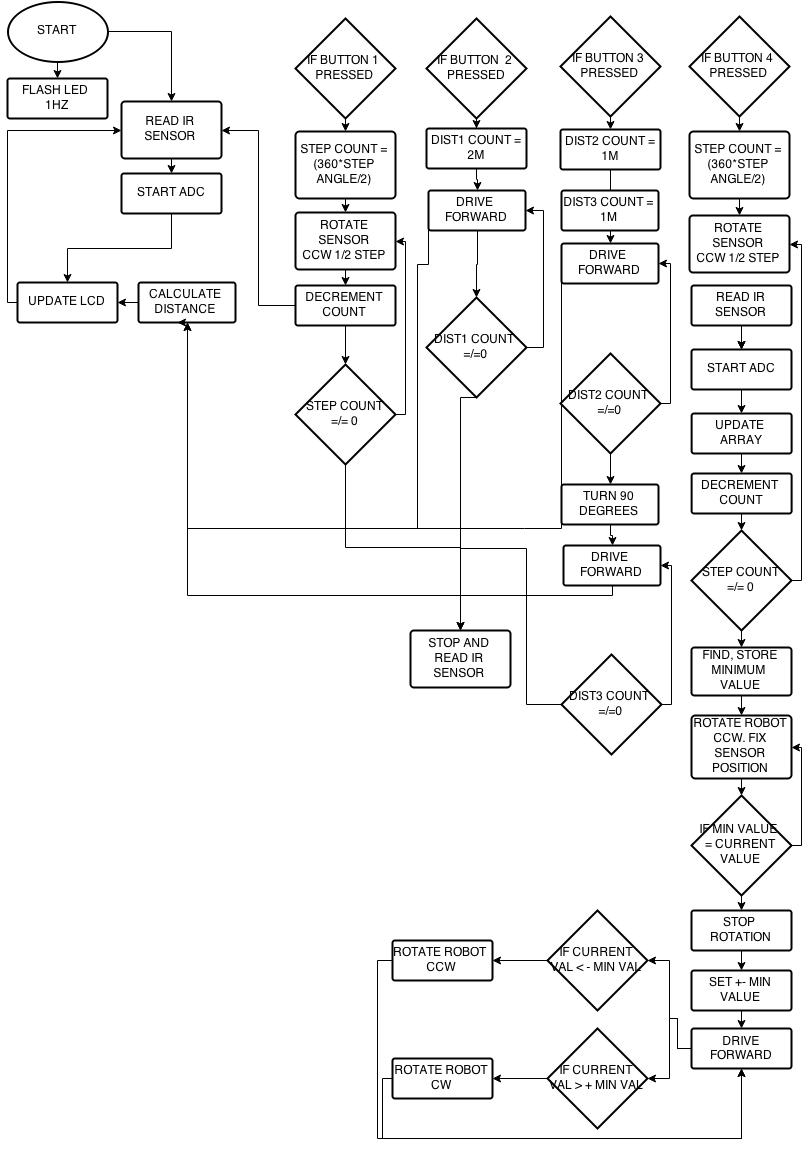 START
FLASH LED
1HZ
READ IR
SENSOR
START ADC
UPDATE LCD
CALCULATE
DISTANCE
IF BUTTON 1
PRESSED
STEP COUNT =
(360*STEP
ANGLE/2)
ROTATE
SENSOR
CCW 1/2 STEP
DECREMENT
COUNT
STEP COUNT
=/= 0
IF BUTTON  2
PRESSED
DIST1 COUNT =
2M
DRIVE
FORWARD
DIST1 COUNT
=/=0
STOP AND
READ IR
SENSOR
IF BUTTON 3
PRESSED
DIST2 COUNT =
1M
DIST3 COUNT =
1M
DRIVE
FORWARD
DIST2 COUNT
=/=0
TURN 90
DEGREES
DRIVE
FORWARD
DIST3 COUNT
=/=0
IF BUTTON 4
PRESSED
STEP COUNT =
(360*STEP
ANGLE/2)
ROTATE
SENSOR
CCW 1/2 STEP
READ IR
SENSOR
START ADC
UPDATE
ARRAY
DECREMENT
COUNT
STEP COUNT
=/= 0
FIND, STORE
MINIMUM
VALUE
ROTATE ROBOT
CCW. FIX
SENSOR
POSITION
IF MIN VALUE
= CURRENT
VALUE
STOP
ROTATION
SET +- MIN
VALUE
DRIVE
FORWARD
IF CURRENT
VAL < - MIN VAL
ROTATE ROBOT
CCW
IF CURRENT
VAL > + MIN VAL
ROTATE ROBOT
CW